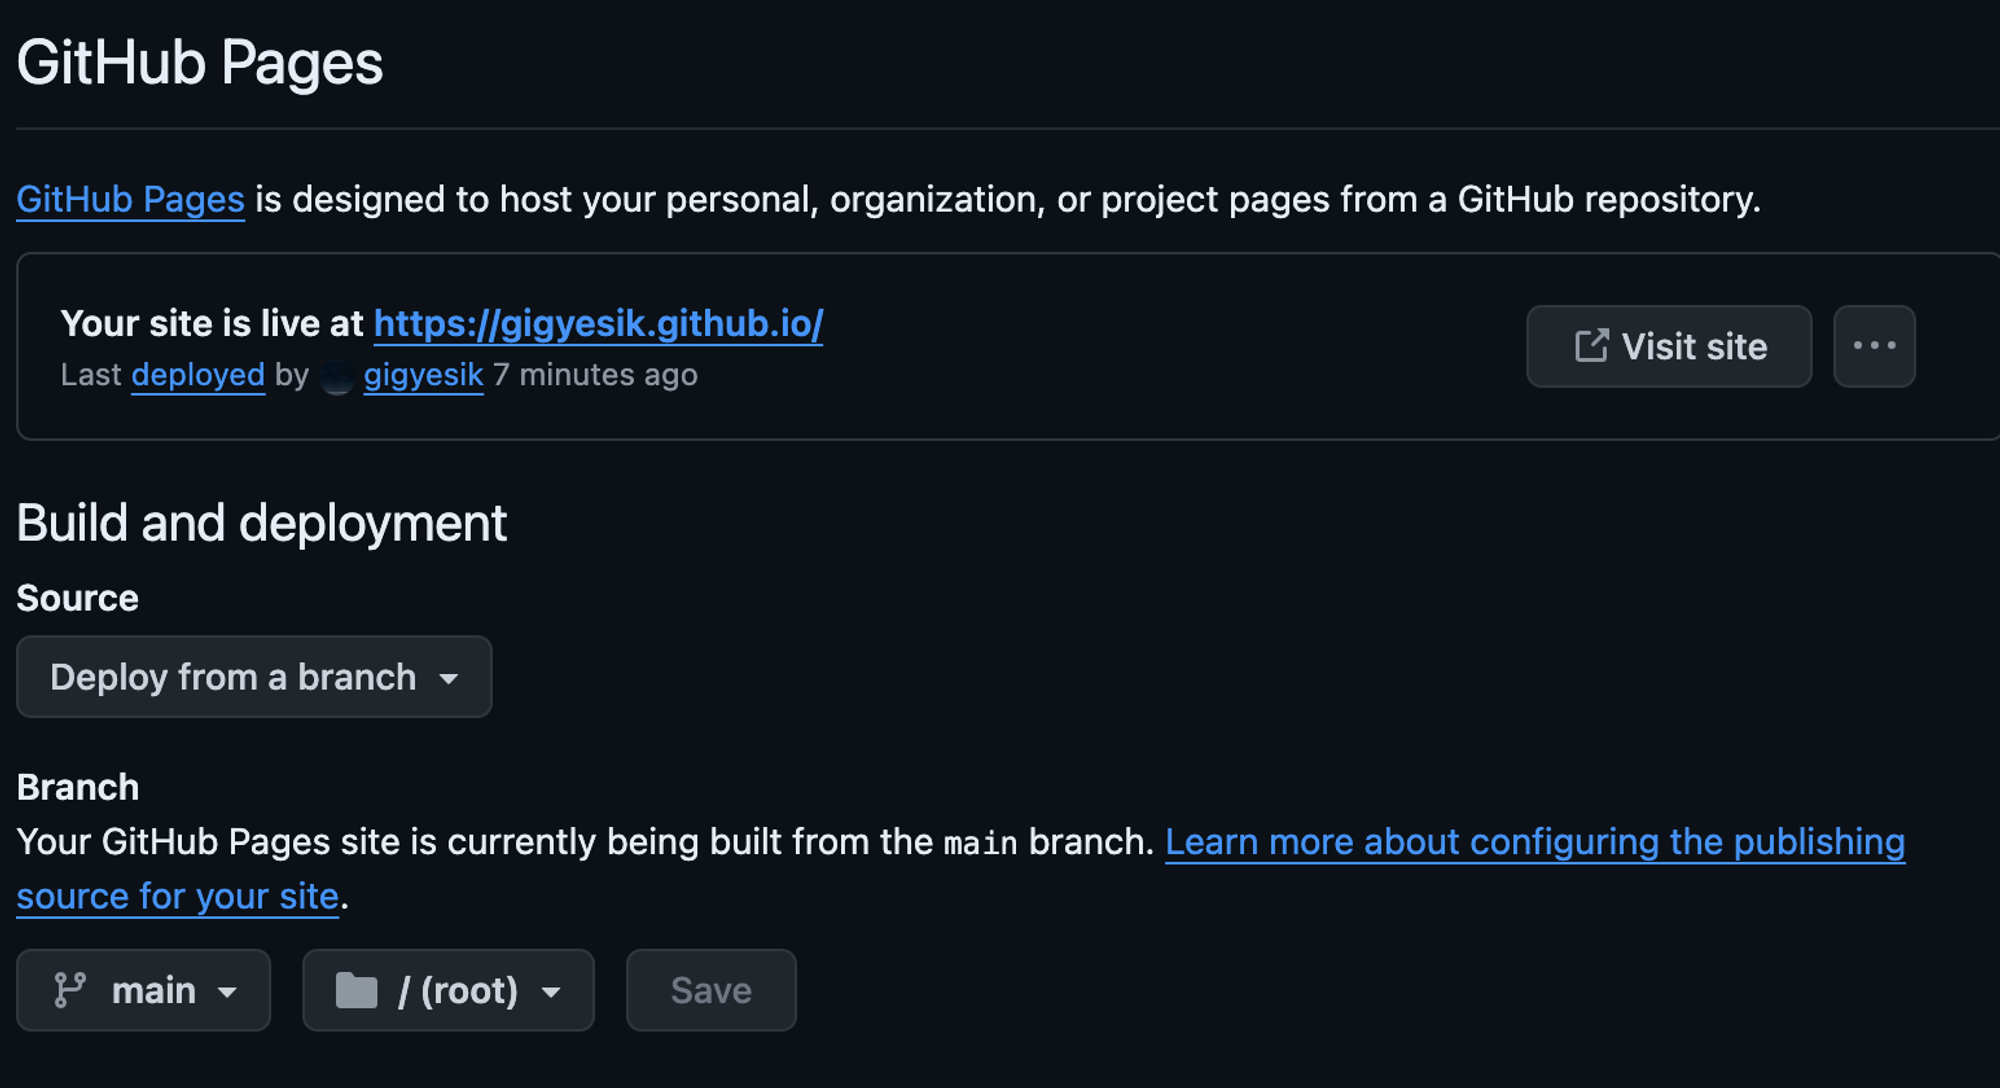 GitHub Pages
GitHub Pages is designed to host your personal, organization, or project pages from a GitHub repository.
Your site is live at https://gigyesik.github.io/
Visit site
Last deployed by gigyesik 7 minutes ago
Build and deployment
Source
Deploy from a branch
Branch
Your GitHub Pages site is currently being built from the main branch. Learn more about configuring the publishing
source for your site.
main
/ (root)
Save